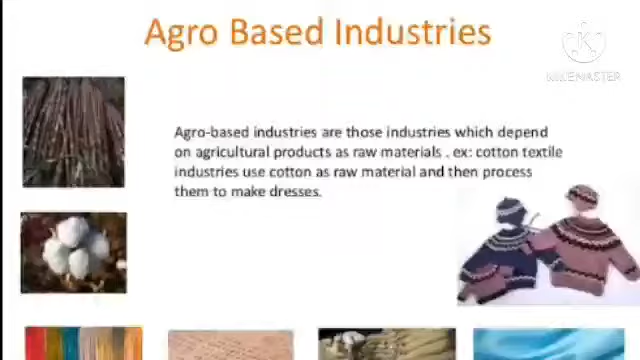 Agro Based Industries
KINEMASTER
Agro-based industries are those industries which depend
on agricultural products as raw materials . ex: cotton textile
industries use cotton as raw material and then process
them to make dresses.